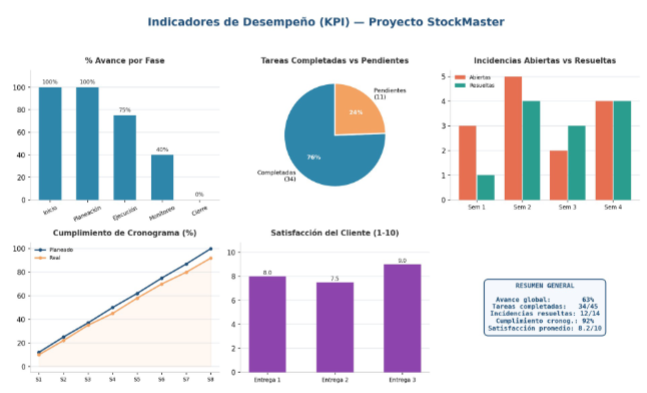 Indicadores de Desempeño (KPI) — Proyecto StockMaster
% Avance por Fase
100
80
60
40
20
0
100%
100%
75%
40%
0%
Inicio
Planeación
Ejecución
Monitoreo
Cierre
Tareas Completadas vs Pendientes
Pendientes
(11)
24%
76%
Completadas
(34)
Incidencias Abiertas vs Resueltas
Abiertas
Resueltas
5
4
3
2
1
0
Sem 1
Sem 2
Sem 3
Sem 4
Cumplimiento de Cronograma (%)
Planeado
Real
100
80
60
40
20
0
S1
S2
S3
S4
S5
S6
S7
S8
Satisfacción del Cliente (1-10)
10
8
6
4
2
0
8.0
7.5
9.0
Entrega 1
Entrega 2
Entrega 3
RESUMEN GENERAL
Avance global: 63%
Tareas completadas: 34/45
Incidencias resueltas: 12/14
Cumplimiento cronog.: 92%
Satisfacción promedio: 8.2/10